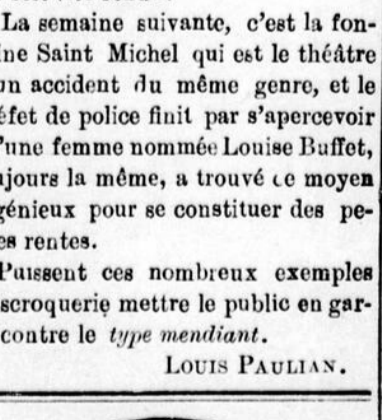 La semaine suivante, c'est la fon-
ine Saint Michel qui est le théâtre
un accident du même genre, et le
éfet de police finit par s'apercevoir
'une femme nommée Louise Buffet,
ujours la même, a trouvé ce moyen
génieux pour se constituer des pe-
es rentes.
Puissent ces nombreux exemples
scroquerie mettre le public en gar-
contre le type mendiant.
LOUIS PAULIAN.